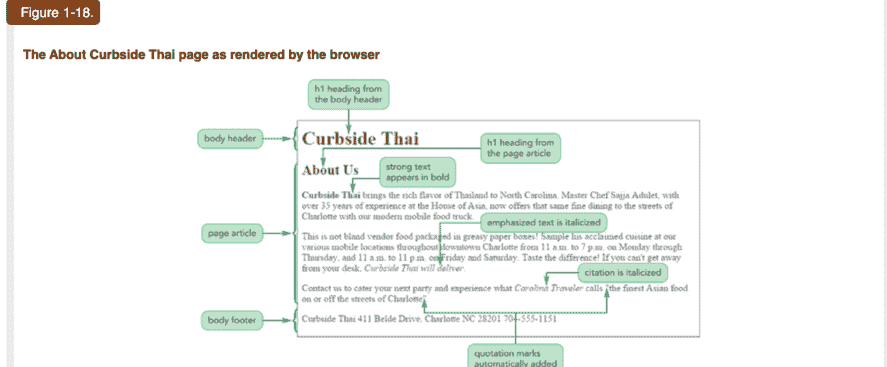 Figure 1-18.
The About Curbside Thai page as rendered by the browser
h1 heading from
the body header
body header
Curbside Thai
h1 heading from
the page article
About Us
strong text
appears in bold
Curbside Thai brings the rich flavor of Thailand to North Carolina. Master Chef Sajja Adulet, with
over 35 years of experience at the House of Asia, now offers that same fine dining to the streets of
Charlotte with our modern mobile food truck.
emphasized text is italicized
page article
This is not bland vendor food packaged in greasy paper boxes! Sample his acclaimed cuisine at our
various mobile locations throughout downtown Charlotte from 11 a.m. to 7 p.m. on Monday through
Thursday, and 11 a.m. to 11 p.m. on Friday and Saturday. Taste the difference! If you can't get away
from your desk, Curbside Thai will deliver.
citation is italicized
Contact us to cater your next party and experience what Carolina Traveler calls "the finest Asian food
on or off the streets of Charlotte"
body footer
Curbside Thai 411 Belde Drive, Charlotte NC 28201 704-555-1151
quotation marks
automatically added